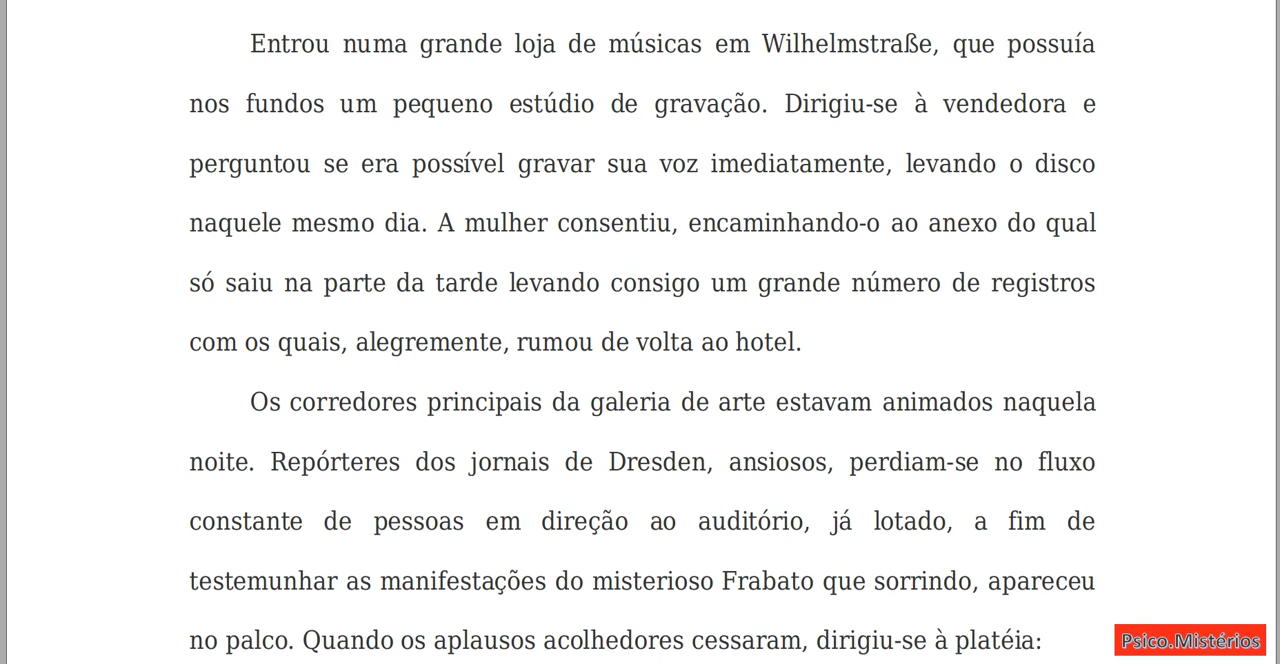 Entrou numa grande loja de músicas em Wilhelmstraße, que possuía
nos fundos um pequeno estúdio de gravação. Dirigiu-se à vendedora e
perguntou se era possível gravar sua voz imediatamente, levando o disco
naquele mesmo dia. A mulher consentiu, encaminhando-o ao anexo do qual
só saiu na parte da tarde levando consigo um grande número de registros
com os quais, alegremente, rumou de volta ao hotel.
Os corredores principais da galeria de arte estavam animados naquela
noite. Repórteres dos jornais de Dresden, ansiosos, perdiam-se no fluxo
constante de pessoas em direção ao auditório, já lotado, a fim de
testemunhar as manifestações do misterioso Frabato que sorrindo, apareceu
no palco. Quando os aplausos acolhedores cessaram, dirigiu-se à platéia:
Psico.Mistérios